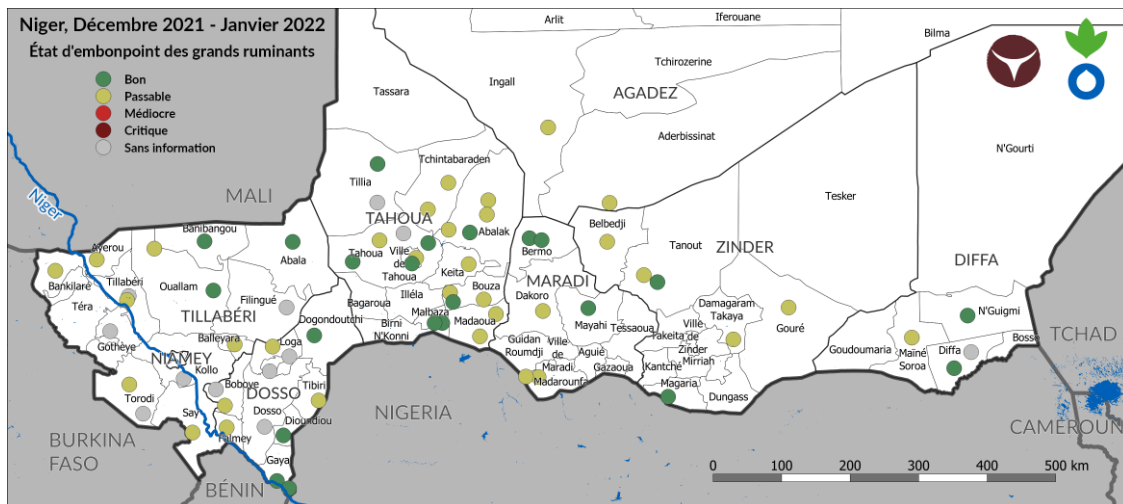 Niger, Décembre 2021 - Janvier 2022
État d'embonpoint des grands ruminants
Bon
Passable
Médiocre
Critique
Sans information
Arlit
Iferouane
Bilma
Tchirozerine
Ingall
AGADEZ
Tassara
Aderbissinat
N'Gourti
Tchintabaraden
Tillia
Tesker
MALI
Niger
TAHOUA
Abalak
Belbedji
Banibangou
Ayerou
Abala
Tahoua
Ville de
Tahoua
Bermo
Tanout
ZINDER
DIFFA
Bankilaré
Tillabéri
Ouallam
Keita
MARADI
Téra
Filingué
Bagaroua
Illéla
Bouza
Dakoro
Damagaram
Takaya
N'Guigmi
TILLABÉRI
Dogondoutchi
Birni
N'Konni
Malbaza
Madaoua
Mayahi
Tessaoua
Gouré
Gothèye
Balleyara
Loga
Guidan
Roumdji
Ville
de
Maradi
Aguié
Takeita
Ville
de
Zinder
Mirriah
Goudoumaria
Maïné
Soroa
Diffa
Bosso
TCHAD
NIAMEY
Kollo
Boboye
Tibiri
Madarounfa
Gazaoua
Kantché
Magaria
Dungass
Torodi
Say
DOSSO
Dosso
Dioundiou
Falmey
Gaya
NIGERIA
CAMEROUN
BURKINA
FASO
BÉNIN
0 100 200 300 400 500 km